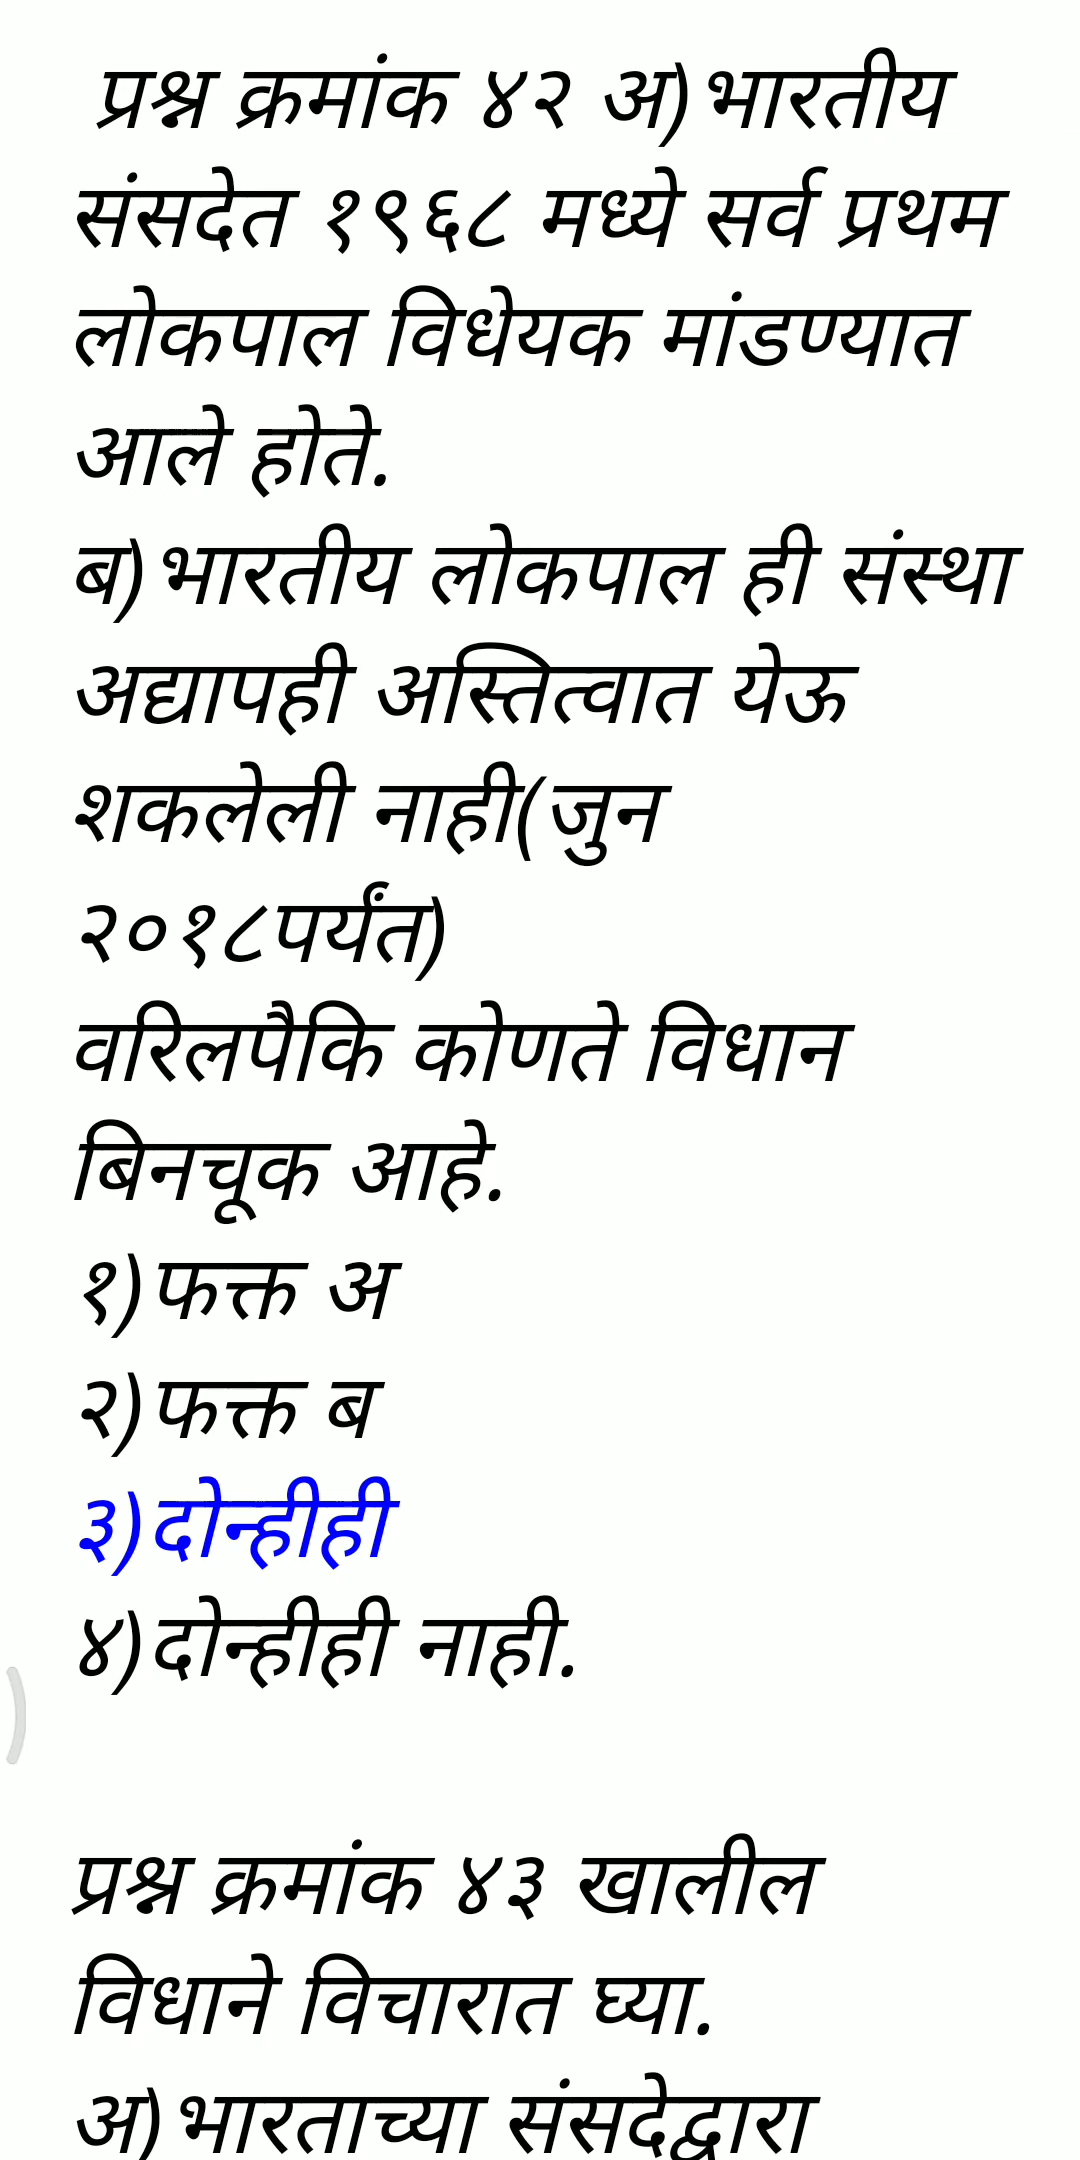 प्रश्न क्रमांक ४२ अ)भारतीय
संसदेत १९६८ मध्ये सर्व प्रथम
लोकपाल विधेयक मांडण्यात
आले होते.
ब)भारतीय लोकपाल ही संस्था
अद्यापही अस्तित्वात येऊ
शकलेली नाही(जुन
२०१८पर्यंत)
वरिलपैकि कोणते विधान
बिनचूक आहे.
१)फक्त अ
२)फक्त ब
३)दोन्हीही
४)दोन्हीही नाही.
प्रश्न क्रमांक ४३ खालील
विधाने विचारात घ्या.
अ)भारताच्या संसदेद्वारा